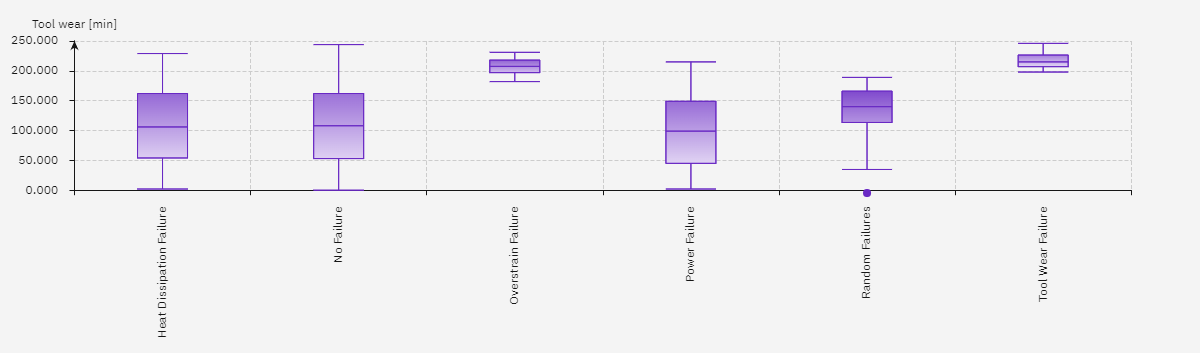 Tool wear [min]
250.000
200.000
150.000
100.000
50.000
0.000
Heat Dissipation Failure
No Failure
Overstrain Failure
Power Failure
Random Failures
Tool Wear Failure